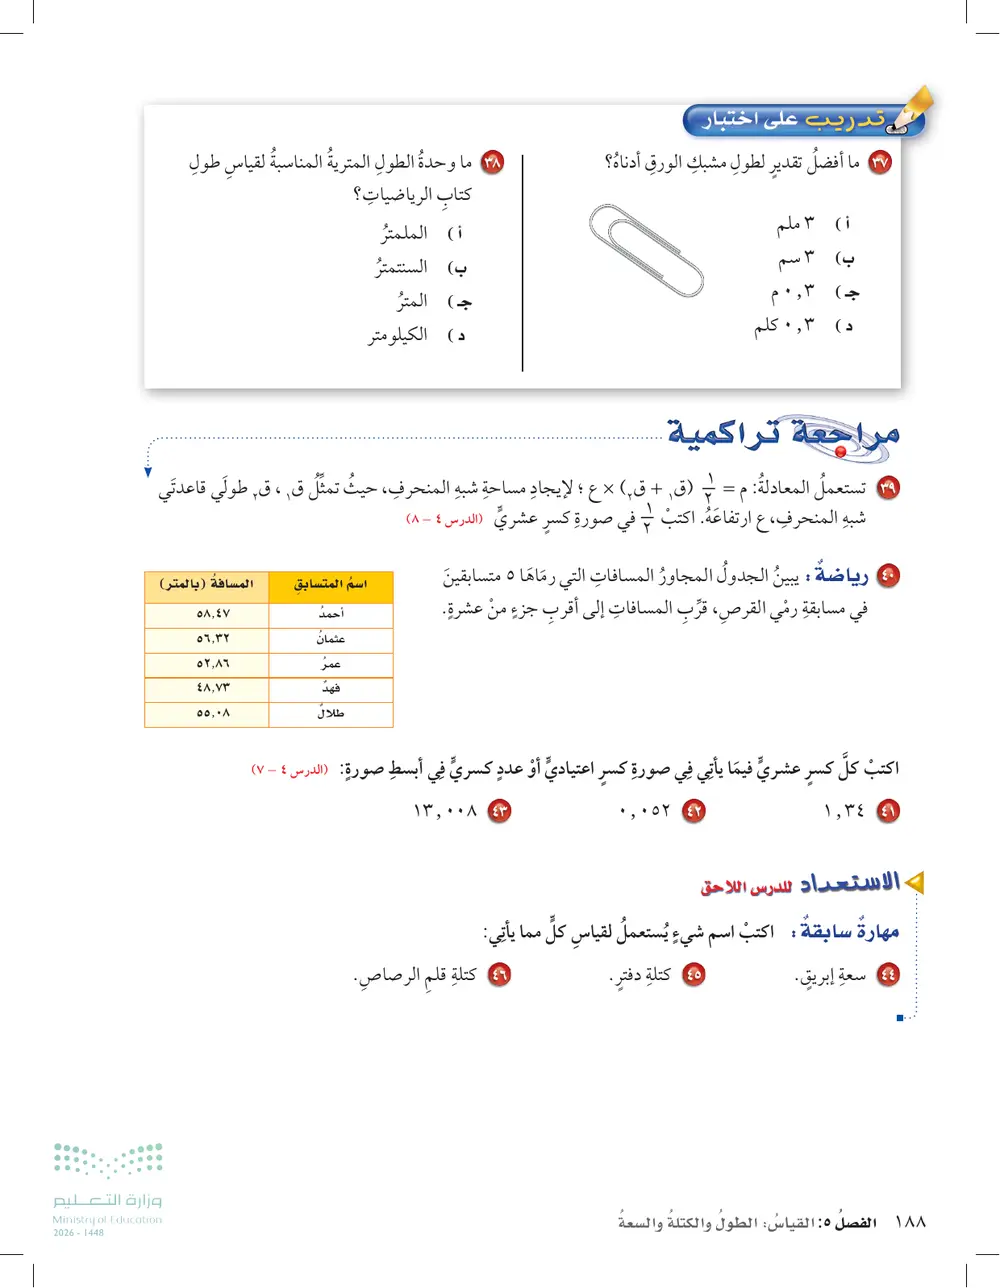 تدريب على اختبار
٣٧ ما أفضلُ تقديرٍ لطولِ مشبكِ الورقِ أدناهُ؟
أ) ٣ ملم
ب) ٣ سم
جـ) ٠,٣ م
د) ٠,٣ كلم
٣٨ ما وحدةُ الطولِ المتريةُ المناسبةُ لقياسِ طولِ
كتابِ الرياضياتِ؟
أ) الملمترُ
ب) السنتمترُ
جـ) المترُ
د) الكيلومتر
مراجعة تراكمية
٣٩ تستعملُ المعادلةُ: م = ١/٢ (ق١ + ق٢) × ع ؛ لإيجادِ مساحةِ شبهِ المنحرفِ، حيثُ تمثِّلُ ق١ ، ق٢ طولَي قاعدتَي
شبهِ المنحرفِ، ع ارتفاعَهُ. اكتبْ ١/٢ في صورةِ كسرٍ عشريٍّ (الدرس ٤ – ٨)
٤٠ رياضةٌ : يبينُ الجدولُ المجاورُ المسافاتِ التي رمَاهَا ٥ متسابقينَ
في مسابقةِ رمْيِ القرصِ، قرِّبِ المسافاتِ إلى أقربِ جزءٍ منْ عشرةٍ.
اسمُ المتسابقِ المسافةُ (بالمترِ)
أحمدُ ٥٨,٤٧
عثمانُ ٥٦,٣٢
عمرُ ٥٢,٨٦
فهدٌ ٤٨,٧٣
طلالٌ ٥٥,٠٨
اكتبْ كلَّ كسرٍ عشريٍّ فيمَا يأتِي فِي صورةِ كسرٍ اعتياديٍّ أوْ عددٍ كسريٍّ فِي أبسطِ صورةٍ: (الدرس ٤ – ٧)
٤١ ١,٣٤ ٤٢ ٠,٠٥٢ ٤٣ ١٣,٠٠٨
الاستعداد للدرس اللاحق
مهارةٌ سابقةٌ : اكتبْ اسم شيءٍ يُستعملُ لقياسِ كلٍّ مما يأتِي:
٤٤ سعةِ إبريقٍ. ٤٥ كتلةِ دفترٍ. ٤٦ كتلةِ قلمِ الرصاصِ.
وزارة التعليم
Ministry of Education
2026 - 1448
١٨٨ الفصلُ ٥: القياسُ: الطولُ والكتلةُ والسعةُ